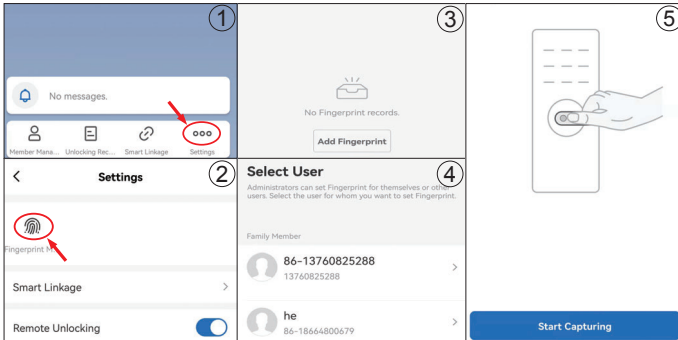 ①
No messages.
Member Mana... Unlocking Rec... Smart Linkage Settings
②
Settings
Fingerprint M...
Smart Linkage
Remote Unlocking
③
No Fingerprint records.
Add Fingerprint
④
Select User
Administrators can set Fingerprint for themselves or other
users. Select the user for whom you want to set Fingerprint.
Family Member
86-13760825288
13760825288
he
86-18664800679
⑤
Start Capturing